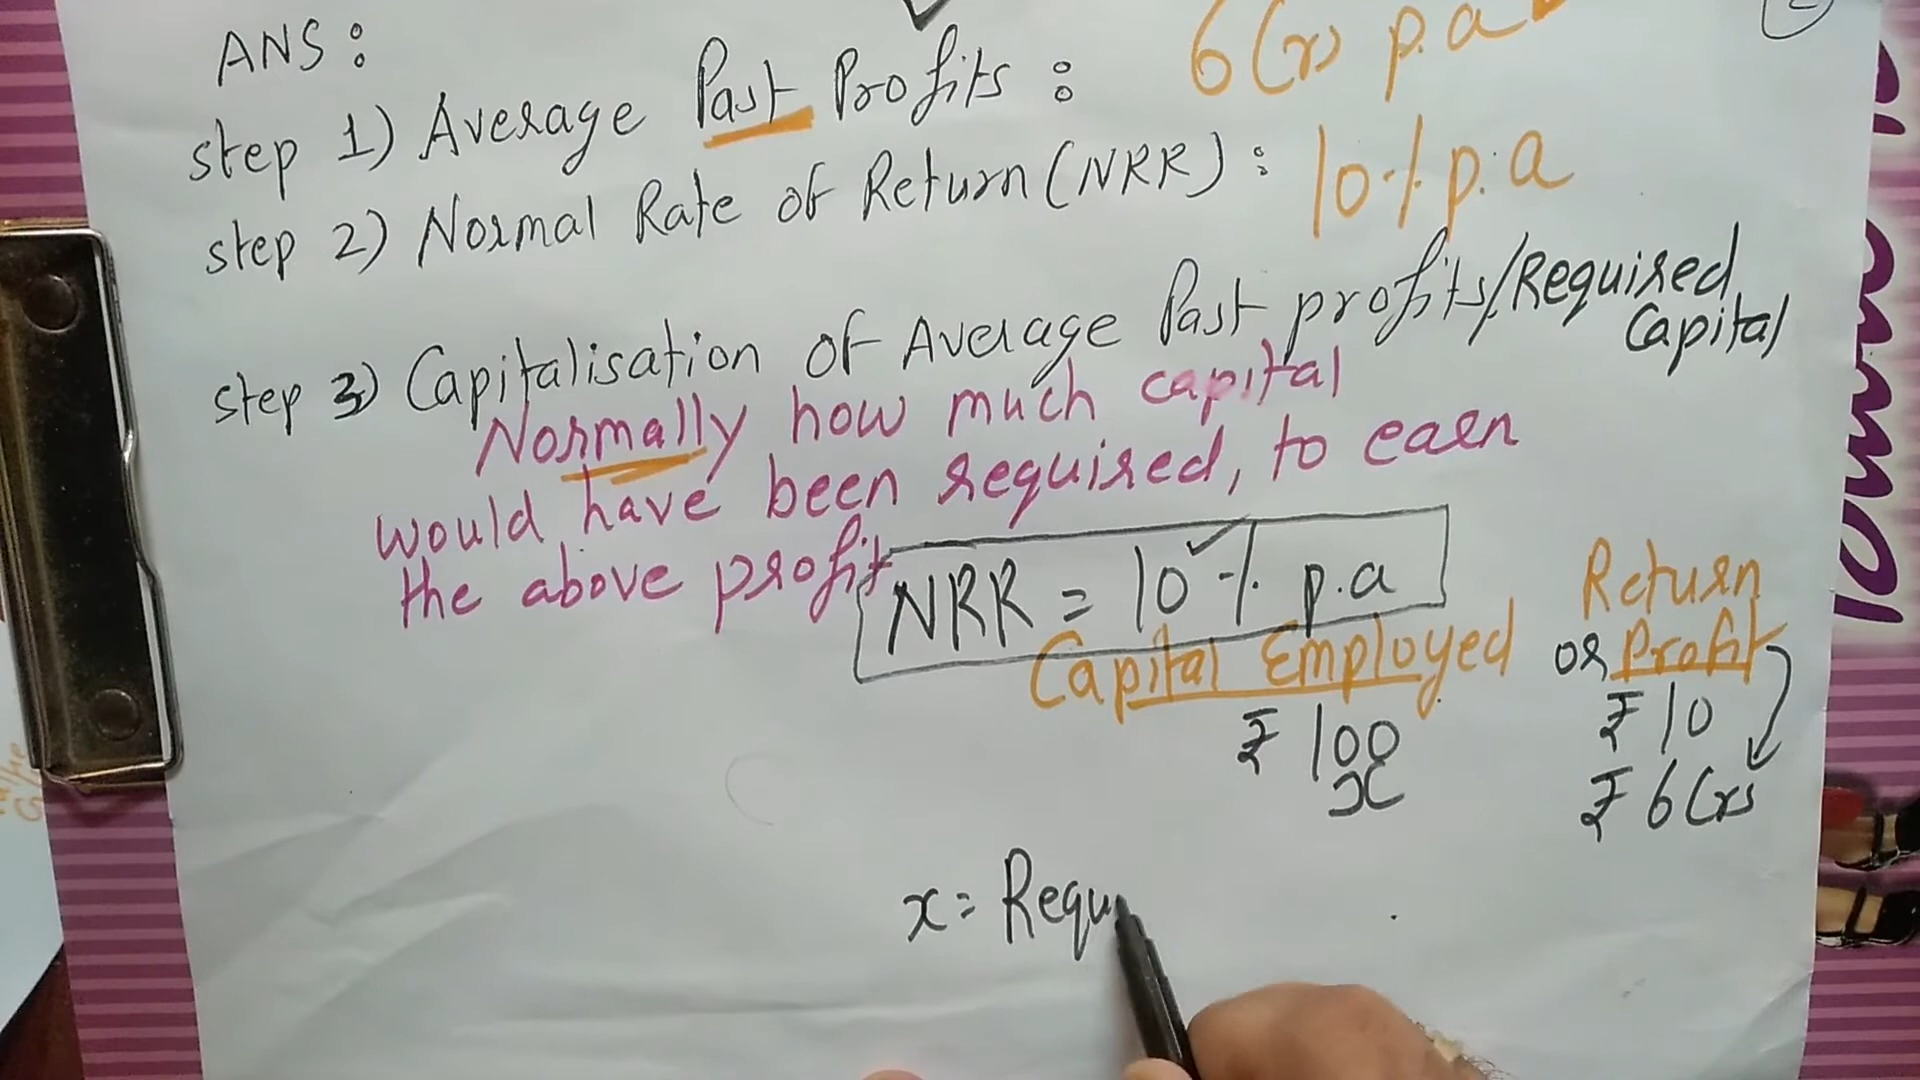 ANS:
step 1) Average Past Profits: 6 Crs p.a
step 2) Normal Rate of Return (NRR): 10% p.a
step 3) Capitalisation of Average Past profits/Required Capital
Normally how much capital
would have been required, to earn
the above profit
NRR = 10% p.a
Capital Employed
Return
or Profit
₹ 100
₹ 10
x
₹ 6 Crs
x = Requ